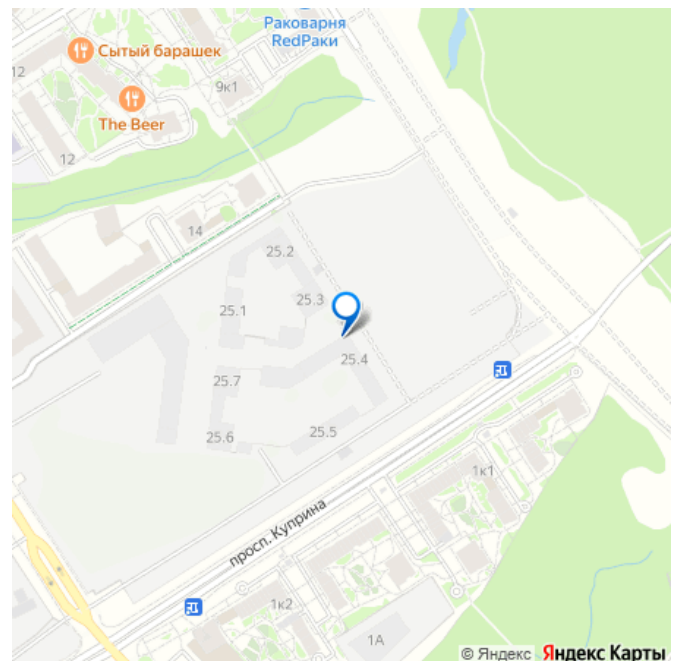 Раковарня
RedРаки
Сытый барашек
12
9к1
The Beer
12
14
25.2
25.3
25.1
25.4
25.7
25.5
25.6
1к1
просп. Куприна
1к2
1А
© Яндекс Яндекс Карты